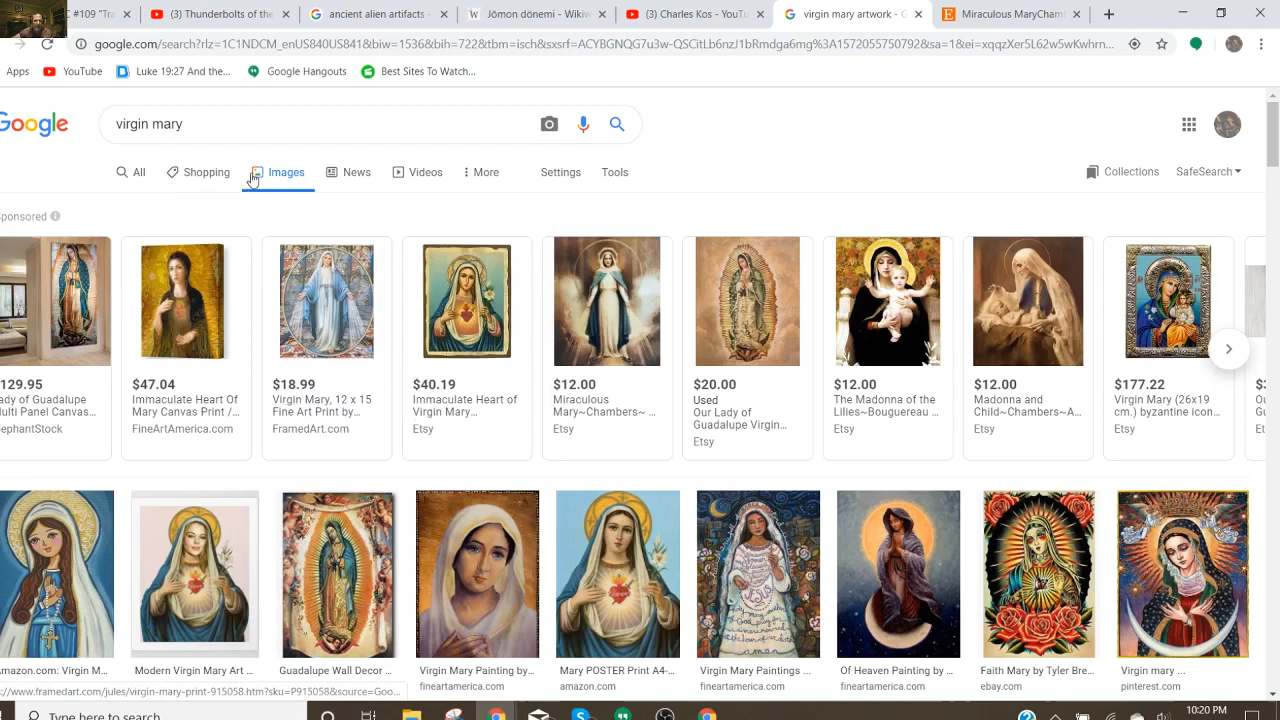 C #109 "Tra
(3) Thunderbolts of the
ancient alien artifacts -
Jōmon dönemi - Vikiv
(3) Charles Kos - YouT
virgin mary artwork - G
Miraculous MaryChaml
google.com/search?rlz=1C1NDCM_enUS840US841&biw=1536&bih=722&tbm=isch&sxsrf=ACYBGNQG7u3w-QSCitLb6nzJ1bRmdga6mg%3A1572055750792&sa=1&ei=xqqzXer5L62w5wKwhrn...
Apps
YouTube
Luke 19:27 And the...
Google Hangouts
Best Sites To Watch...
Google
virgin mary
All
Shopping
Images
News
Videos
More
Settings
Tools
Collections
SafeSearch
Sponsored
129.95
ady of Guadalupe
Multi Panel Canvas...
lephantStock
$47.04
Immaculate Heart Of
Mary Canvas Print /...
FineArtAmerica.com
$18.99
Virgin Mary, 12 x 15
Fine Art Print by...
FramedArt.com
$40.19
Immaculate Heart of
Virgin Mary...
Etsy
$12.00
Miraculous
Mary~Chambers~ ...
Etsy
$20.00
Used
Our Lady of
Guadalupe Virgin...
Etsy
$12.00
The Madonna of the
Lilies~Bouguereau ...
Etsy
$12.00
Madonna and
Child~Chambers~A...
Etsy
$177.22
Virgin Mary (26x19
cm.) byzantine icon...
Etsy
Amazon.com: Virgin M...
Modern Virgin Mary Art ...
Guadalupe Wall Decor ...
Virgin Mary Painting by ...
fineartamerica.com
Mary POSTER Print A4-...
amazon.com
Virgin Mary Paintings ...
fineartamerica.com
Of Heaven Painting by ...
fineartamerica.com
Faith Mary by Tyler Bre...
ebay.com
Virgin mary ...
pinterest.com
://www.framedart.com/jules/virgin-mary-print-915058.htm?sku=P915058&source=Goo...
Type here to search
10:20 PM